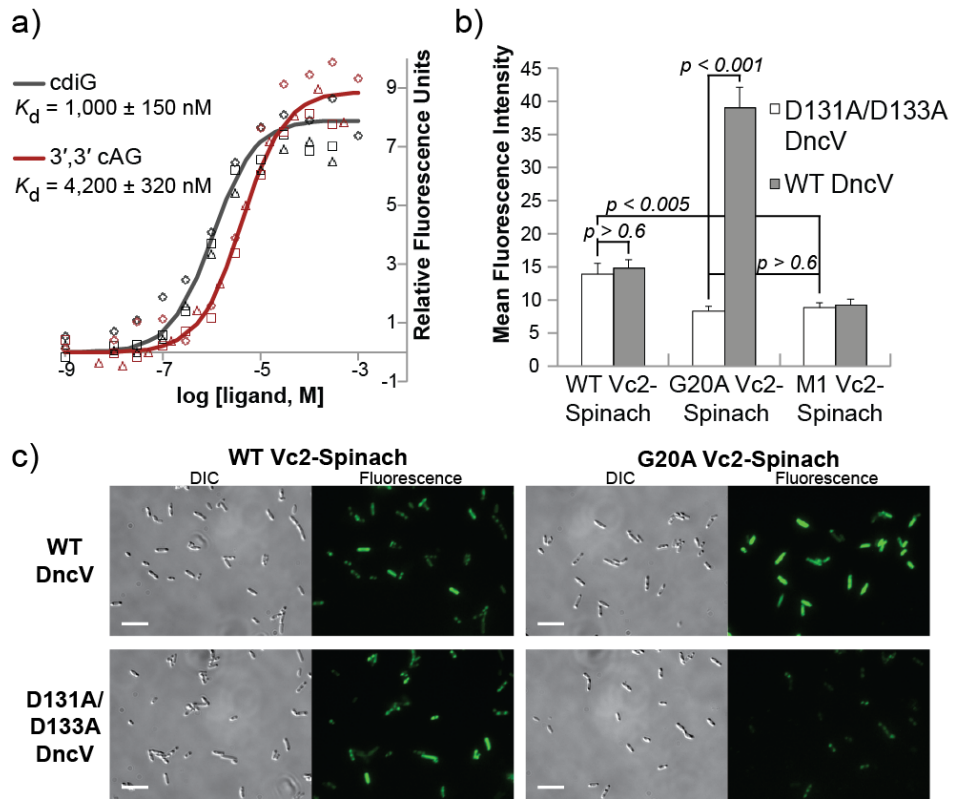 a)
cdiG
Kd = 1,000 ± 150 nM
3′,3′ cAG
Kd = 4,200 ± 320 nM
9
7
5
3
1
-1
Relative Fluorescence Units
-9
-7
-5
-3
log [ligand, M]
b)
Mean Fluorescence Intensity
45
40
35
30
25
20
15
10
5
0
p < 0.001
p < 0.005
p > 0.6
p > 0.6
D131A/D133A
DncV
WT DncV
WT Vc2-
Spinach
G20A Vc2-
Spinach
M1 Vc2-
Spinach
c)
WT Vc2-Spinach
G20A Vc2-Spinach
DIC
Fluorescence
DIC
Fluorescence
WT
DncV
D131A/
D133A
DncV